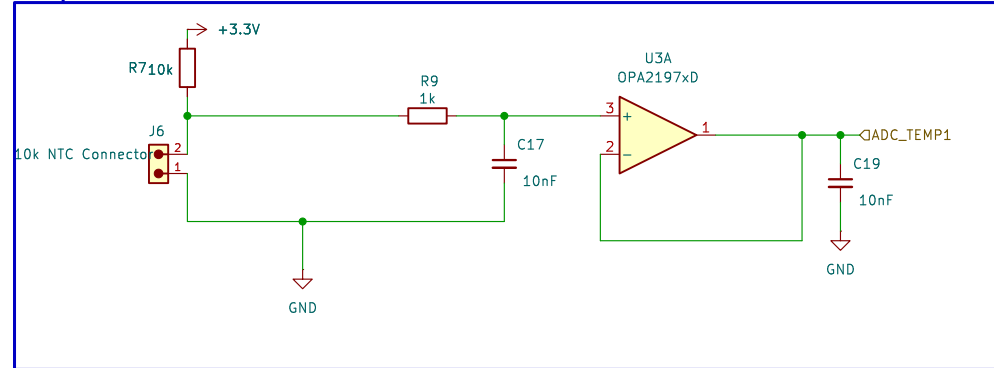 +3.3V
R7 10k
J6
10k NTC Connector
2
1
R9
1k
C17
10nF
GND
U3A
OPA2197xD
3
+
2
-
1
ADC_TEMP1
C19
10nF
GND